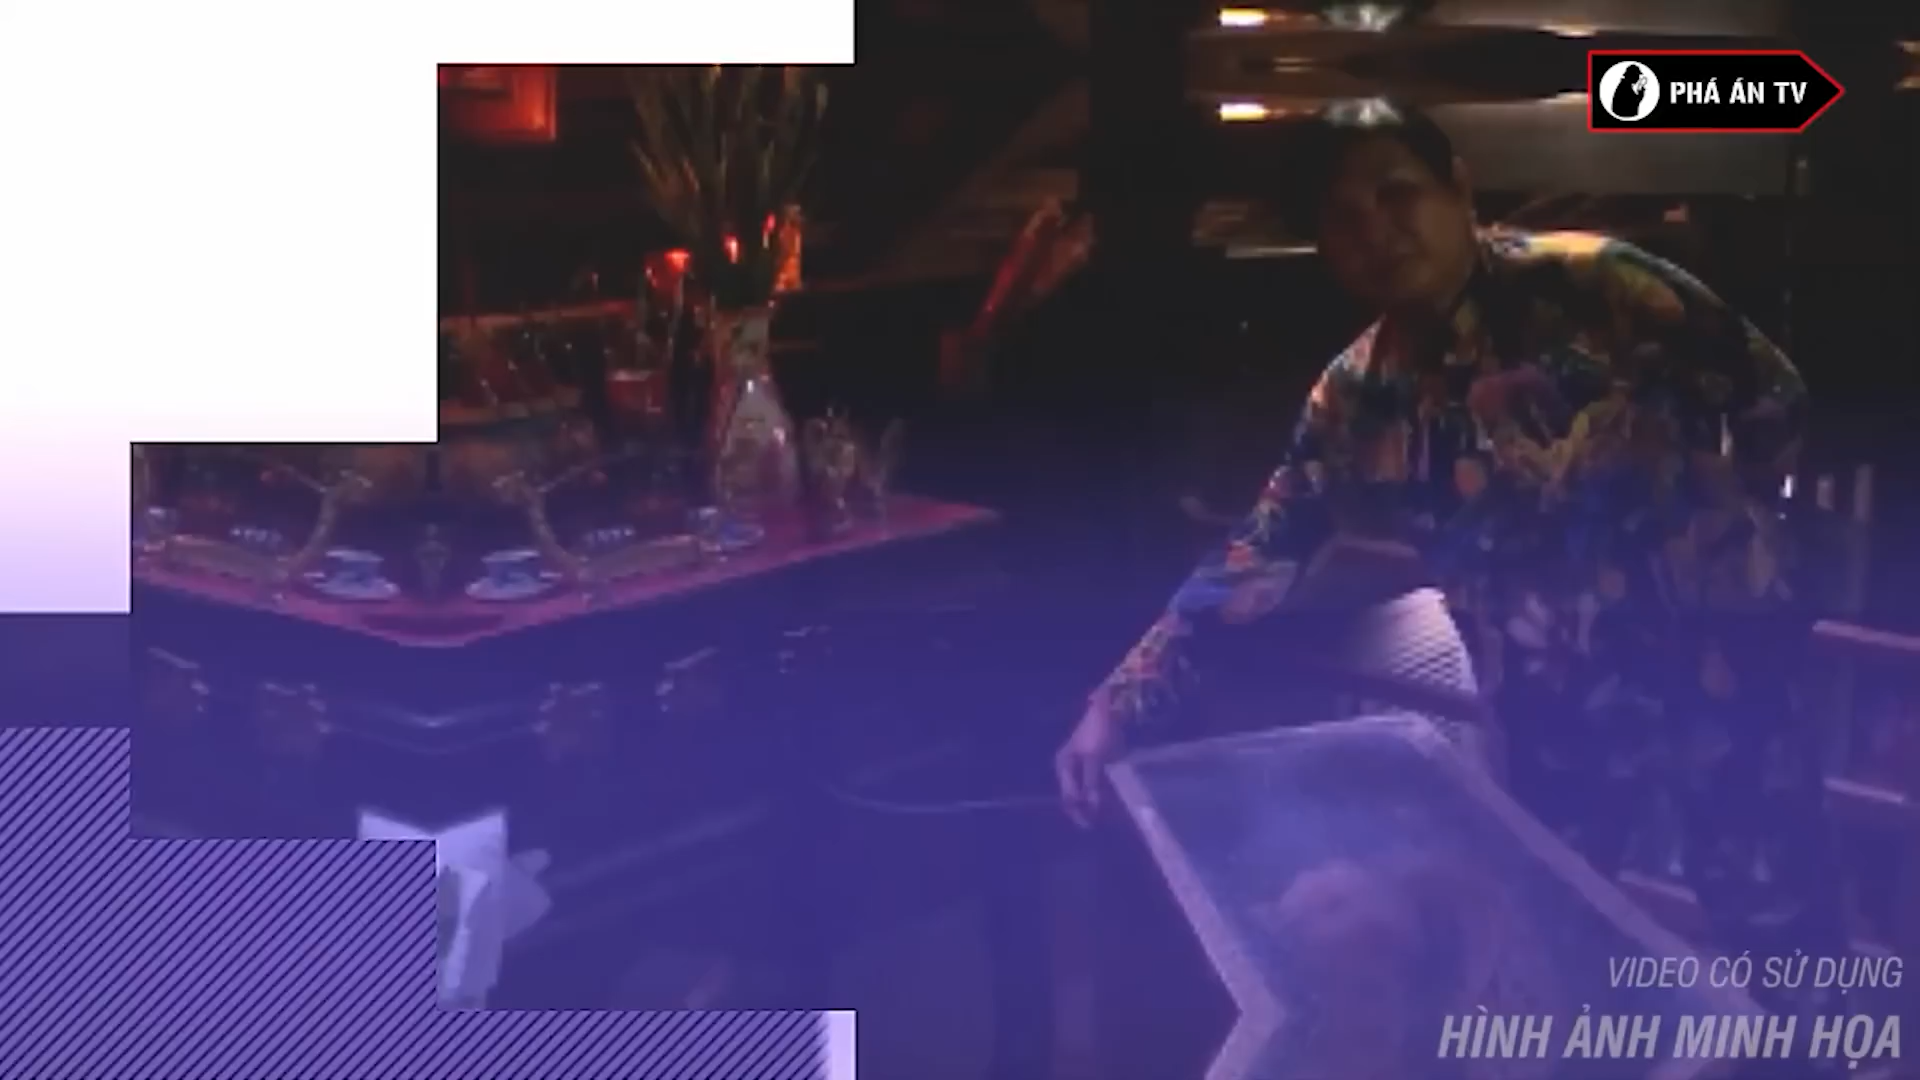 PHÁ ÁN TV
VIDEO CÓ SỬ DỤNG
HÌNH ẢNH MINH HỌA